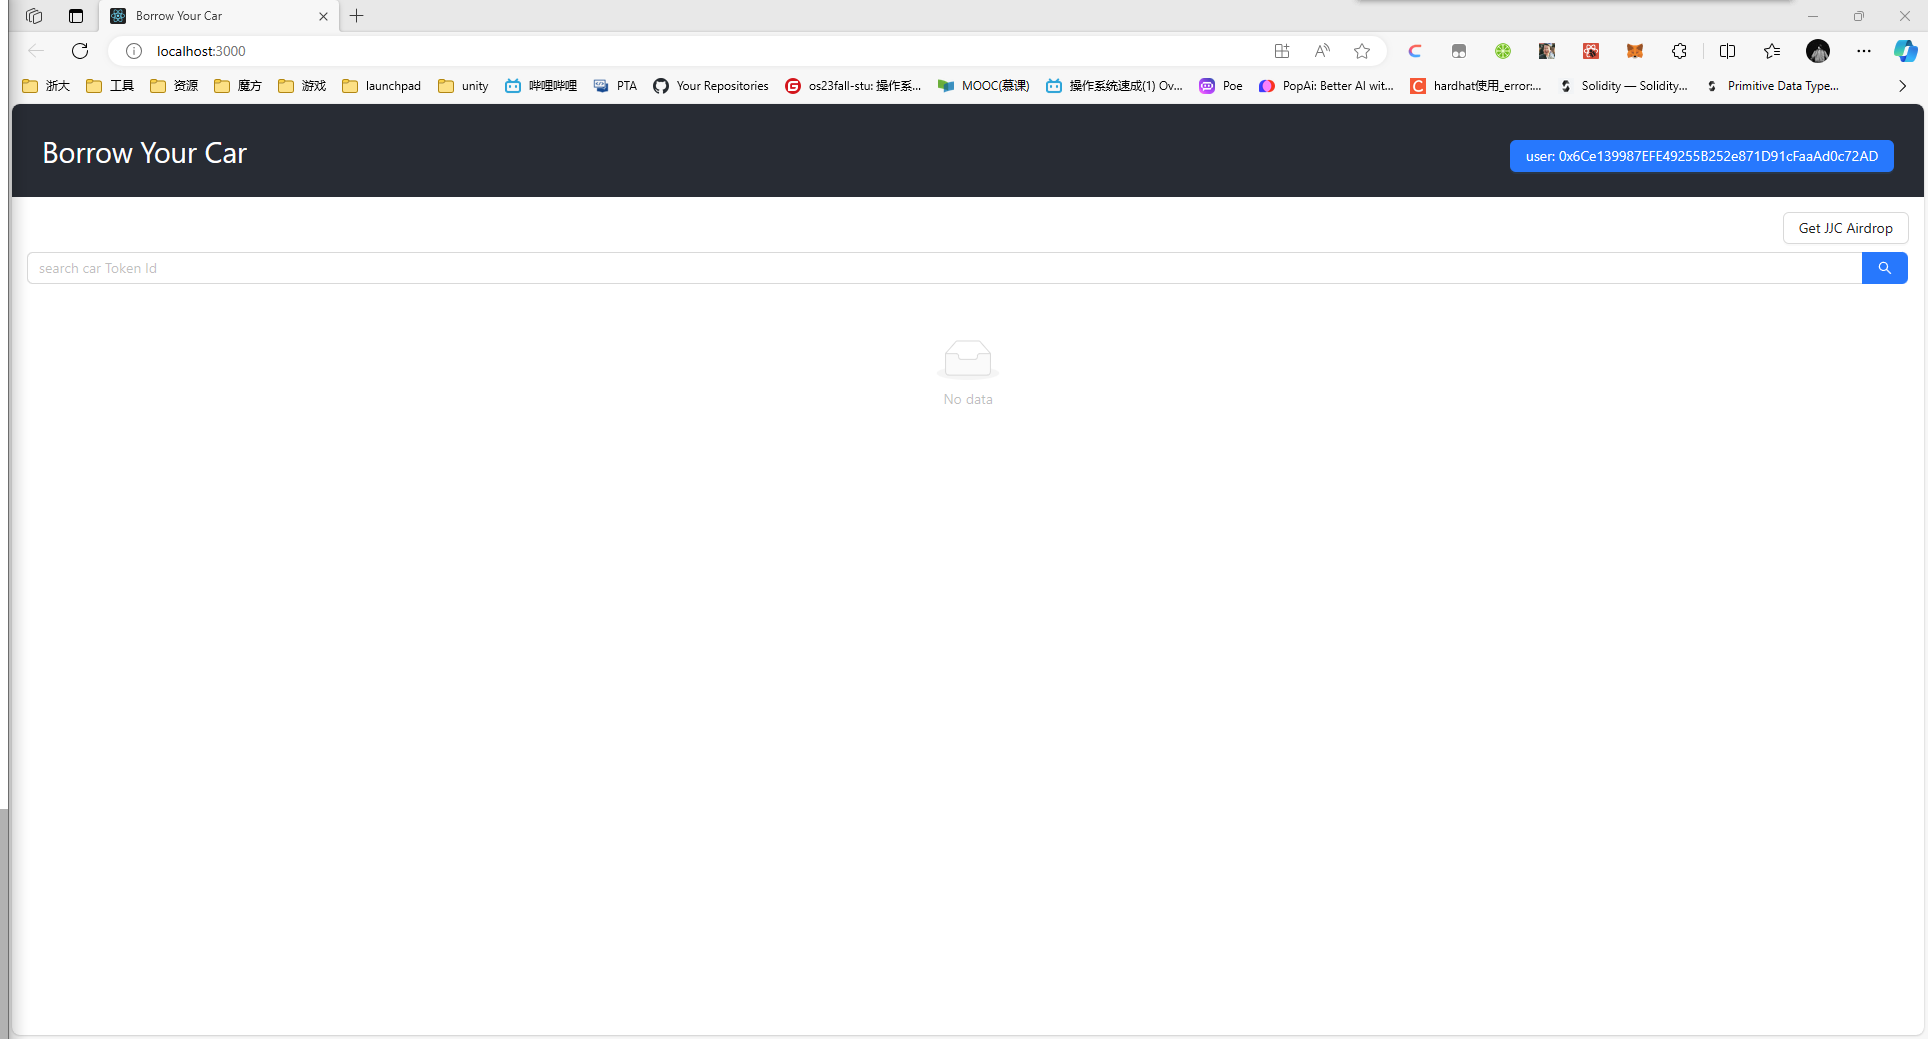 Borrow Your Car
localhost:3000
浙大 工具 资源 魔方 游戏 launchpad unity 哔哩哔哩 PTA Your Repositories os23fall-stu: 操作系... MOOC(慕课) 操作系统速成(1) Ov... Poe PopAi: Better AI wit... hardhat使用_error:... Solidity — Solidity... Primitive Data Type...
Borrow Your Car
user: 0x6Ce139987EFE49255B252e871D91cFaaAd0c72AD
Get JJC Airdrop
search car Token Id
No data